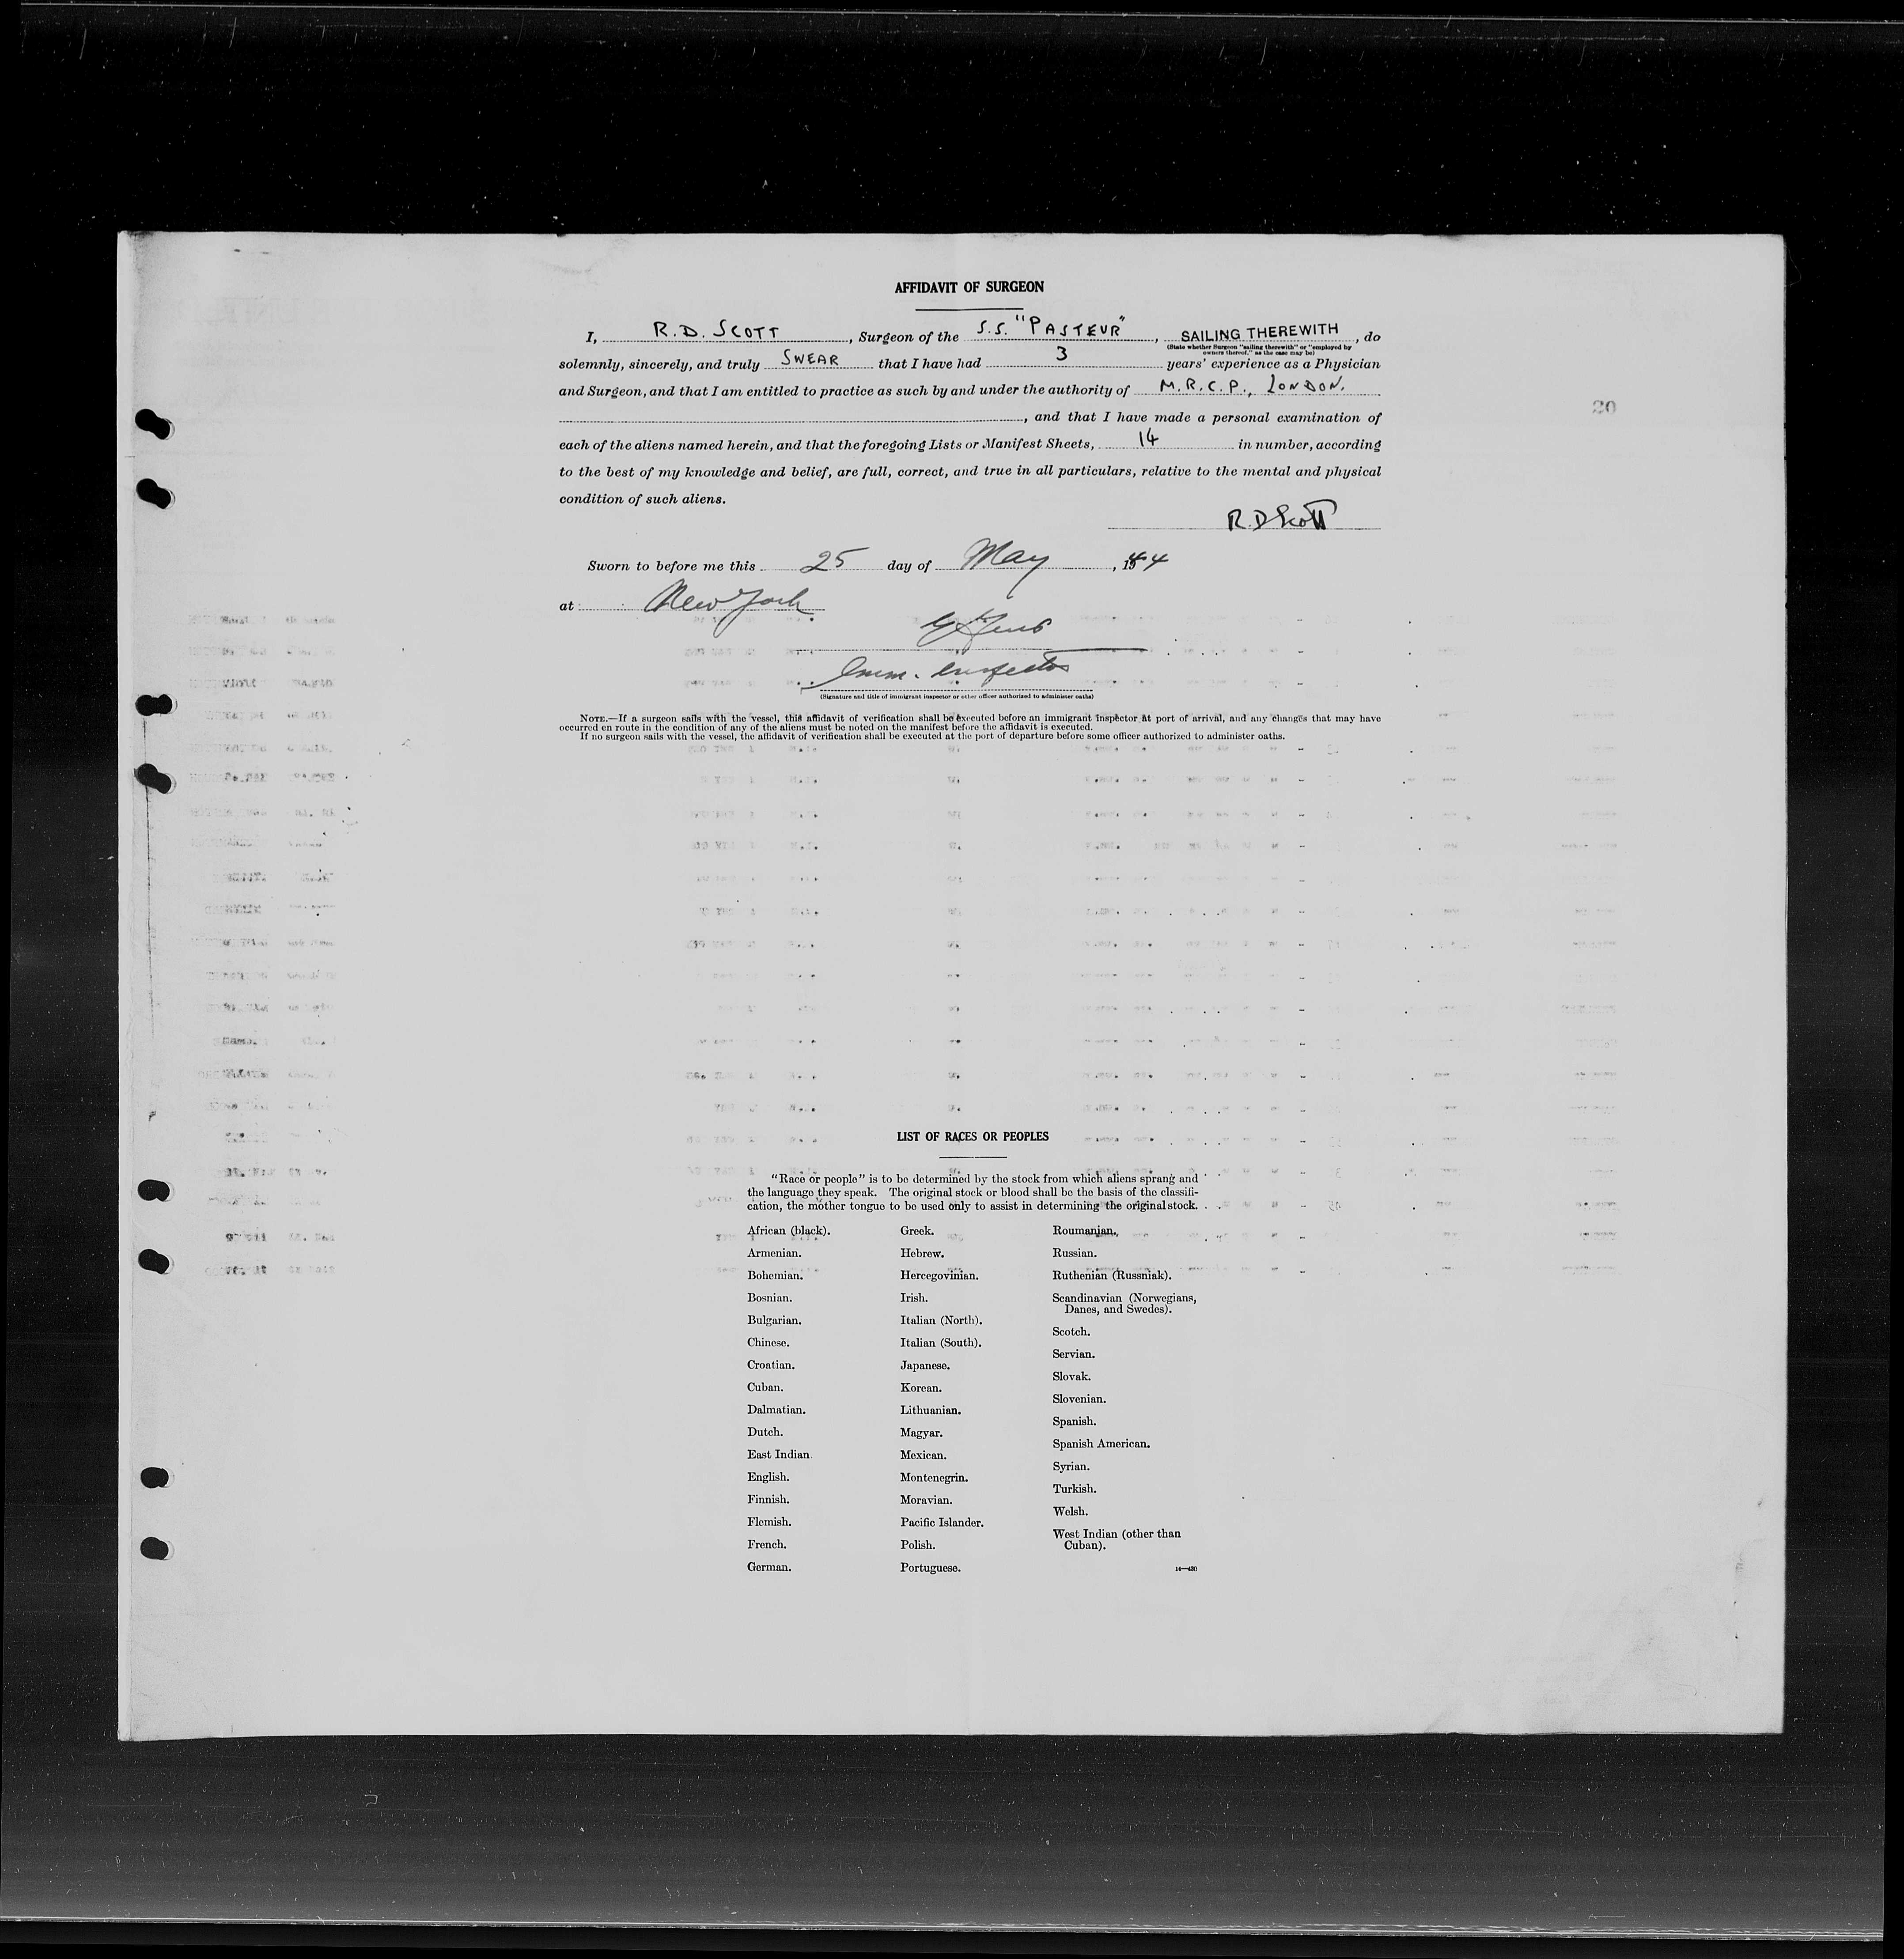 AFFIDAVIT OF SURGEON
I, R.D. SCOTT, Surgeon of the S.S. "PASTEUR", SAILING THEREWITH, do
(State whether Surgeon "sailing therewith" or "employed by
owners thereof," as the case may be)
solemnly, sincerely, and truly SWEAR that I have had 3 years' experience as a Physician
and Surgeon, and that I am entitled to practice as such by and under the authority of M.R.C.P., LONDON.
, and that I have made a personal examination of
each of the aliens named herein, and that the foregoing Lists or Manifest Sheets, 14 in number, according
to the best of my knowledge and belief, are full, correct, and true in all particulars, relative to the mental and physical
condition of such aliens.
R.D Scott
Sworn to before me this 25 day of May, 1944
at New York
Imm. Inspector
(Signature and title of immigrant inspector or other officer authorized to administer oaths)
NOTE.—If a surgeon sails with the vessel, this affidavit of verification shall be executed before an immigrant inspector at port of arrival, and any changes that may have
occurred en route in the condition of any of the aliens must be noted on the manifest before the affidavit is executed.
If no surgeon sails with the vessel, the affidavit of verification shall be executed at the port of departure before some officer authorized to administer oaths.
LIST OF RACES OR PEOPLES
"Race or people" is to be determined by the stock from which aliens sprang and
the language they speak. The original stock or blood shall be the basis of the classifi-
cation, the mother tongue to be used only to assist in determining the original stock.
African (black).
Armenian.
Bohemian.
Bosnian.
Bulgarian.
Chinese.
Croatian.
Cuban.
Dalmatian.
Dutch.
East Indian.
English.
Finnish.
Flemish.
French.
German.
Greek.
Hebrew.
Hercegovinian.
Irish.
Italian (North).
Italian (South).
Japanese.
Korean.
Lithuanian.
Magyar.
Mexican.
Montenegrin.
Moravian.
Pacific Islander.
Polish.
Portuguese.
Roumanian.
Russian.
Ruthenian (Russniak).
Scandinavian (Norwegians,
Danes, and Swedes).
Scotch.
Servian.
Slovak.
Slovenian.
Spanish.
Spanish American.
Syrian.
Turkish.
Welsh.
West Indian (other than
Cuban).
14—430